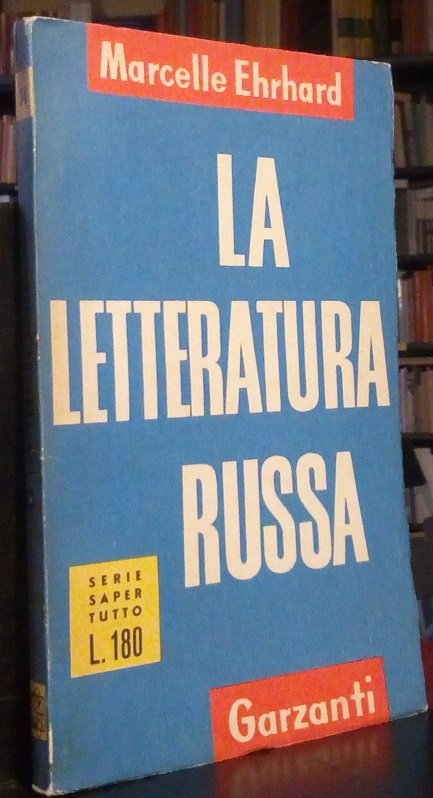 Marcelle Ehrhard
LA
LETTERATURA
RUSSA
SERIE
SAPER
TUTTO
L. 180
Garzanti